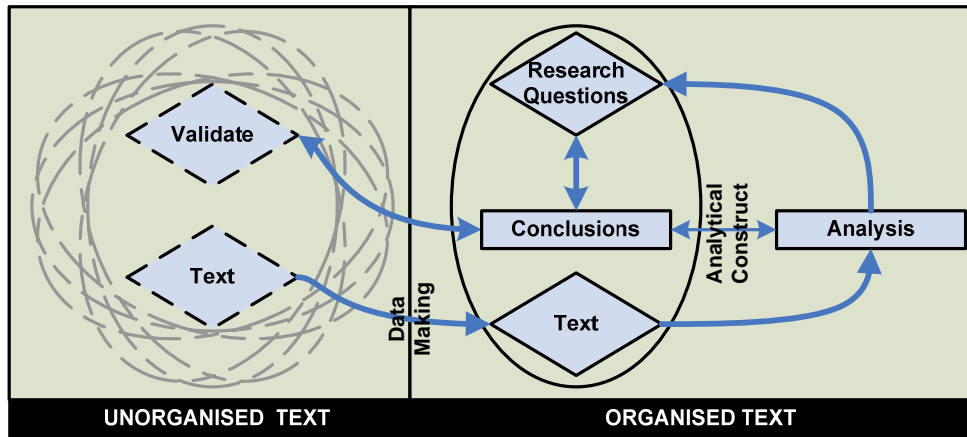 Validate
Text
Data
Making
Research
Questions
Conclusions
Text
Analytical
Construct
Analysis
UNORGANISED TEXT
ORGANISED TEXT